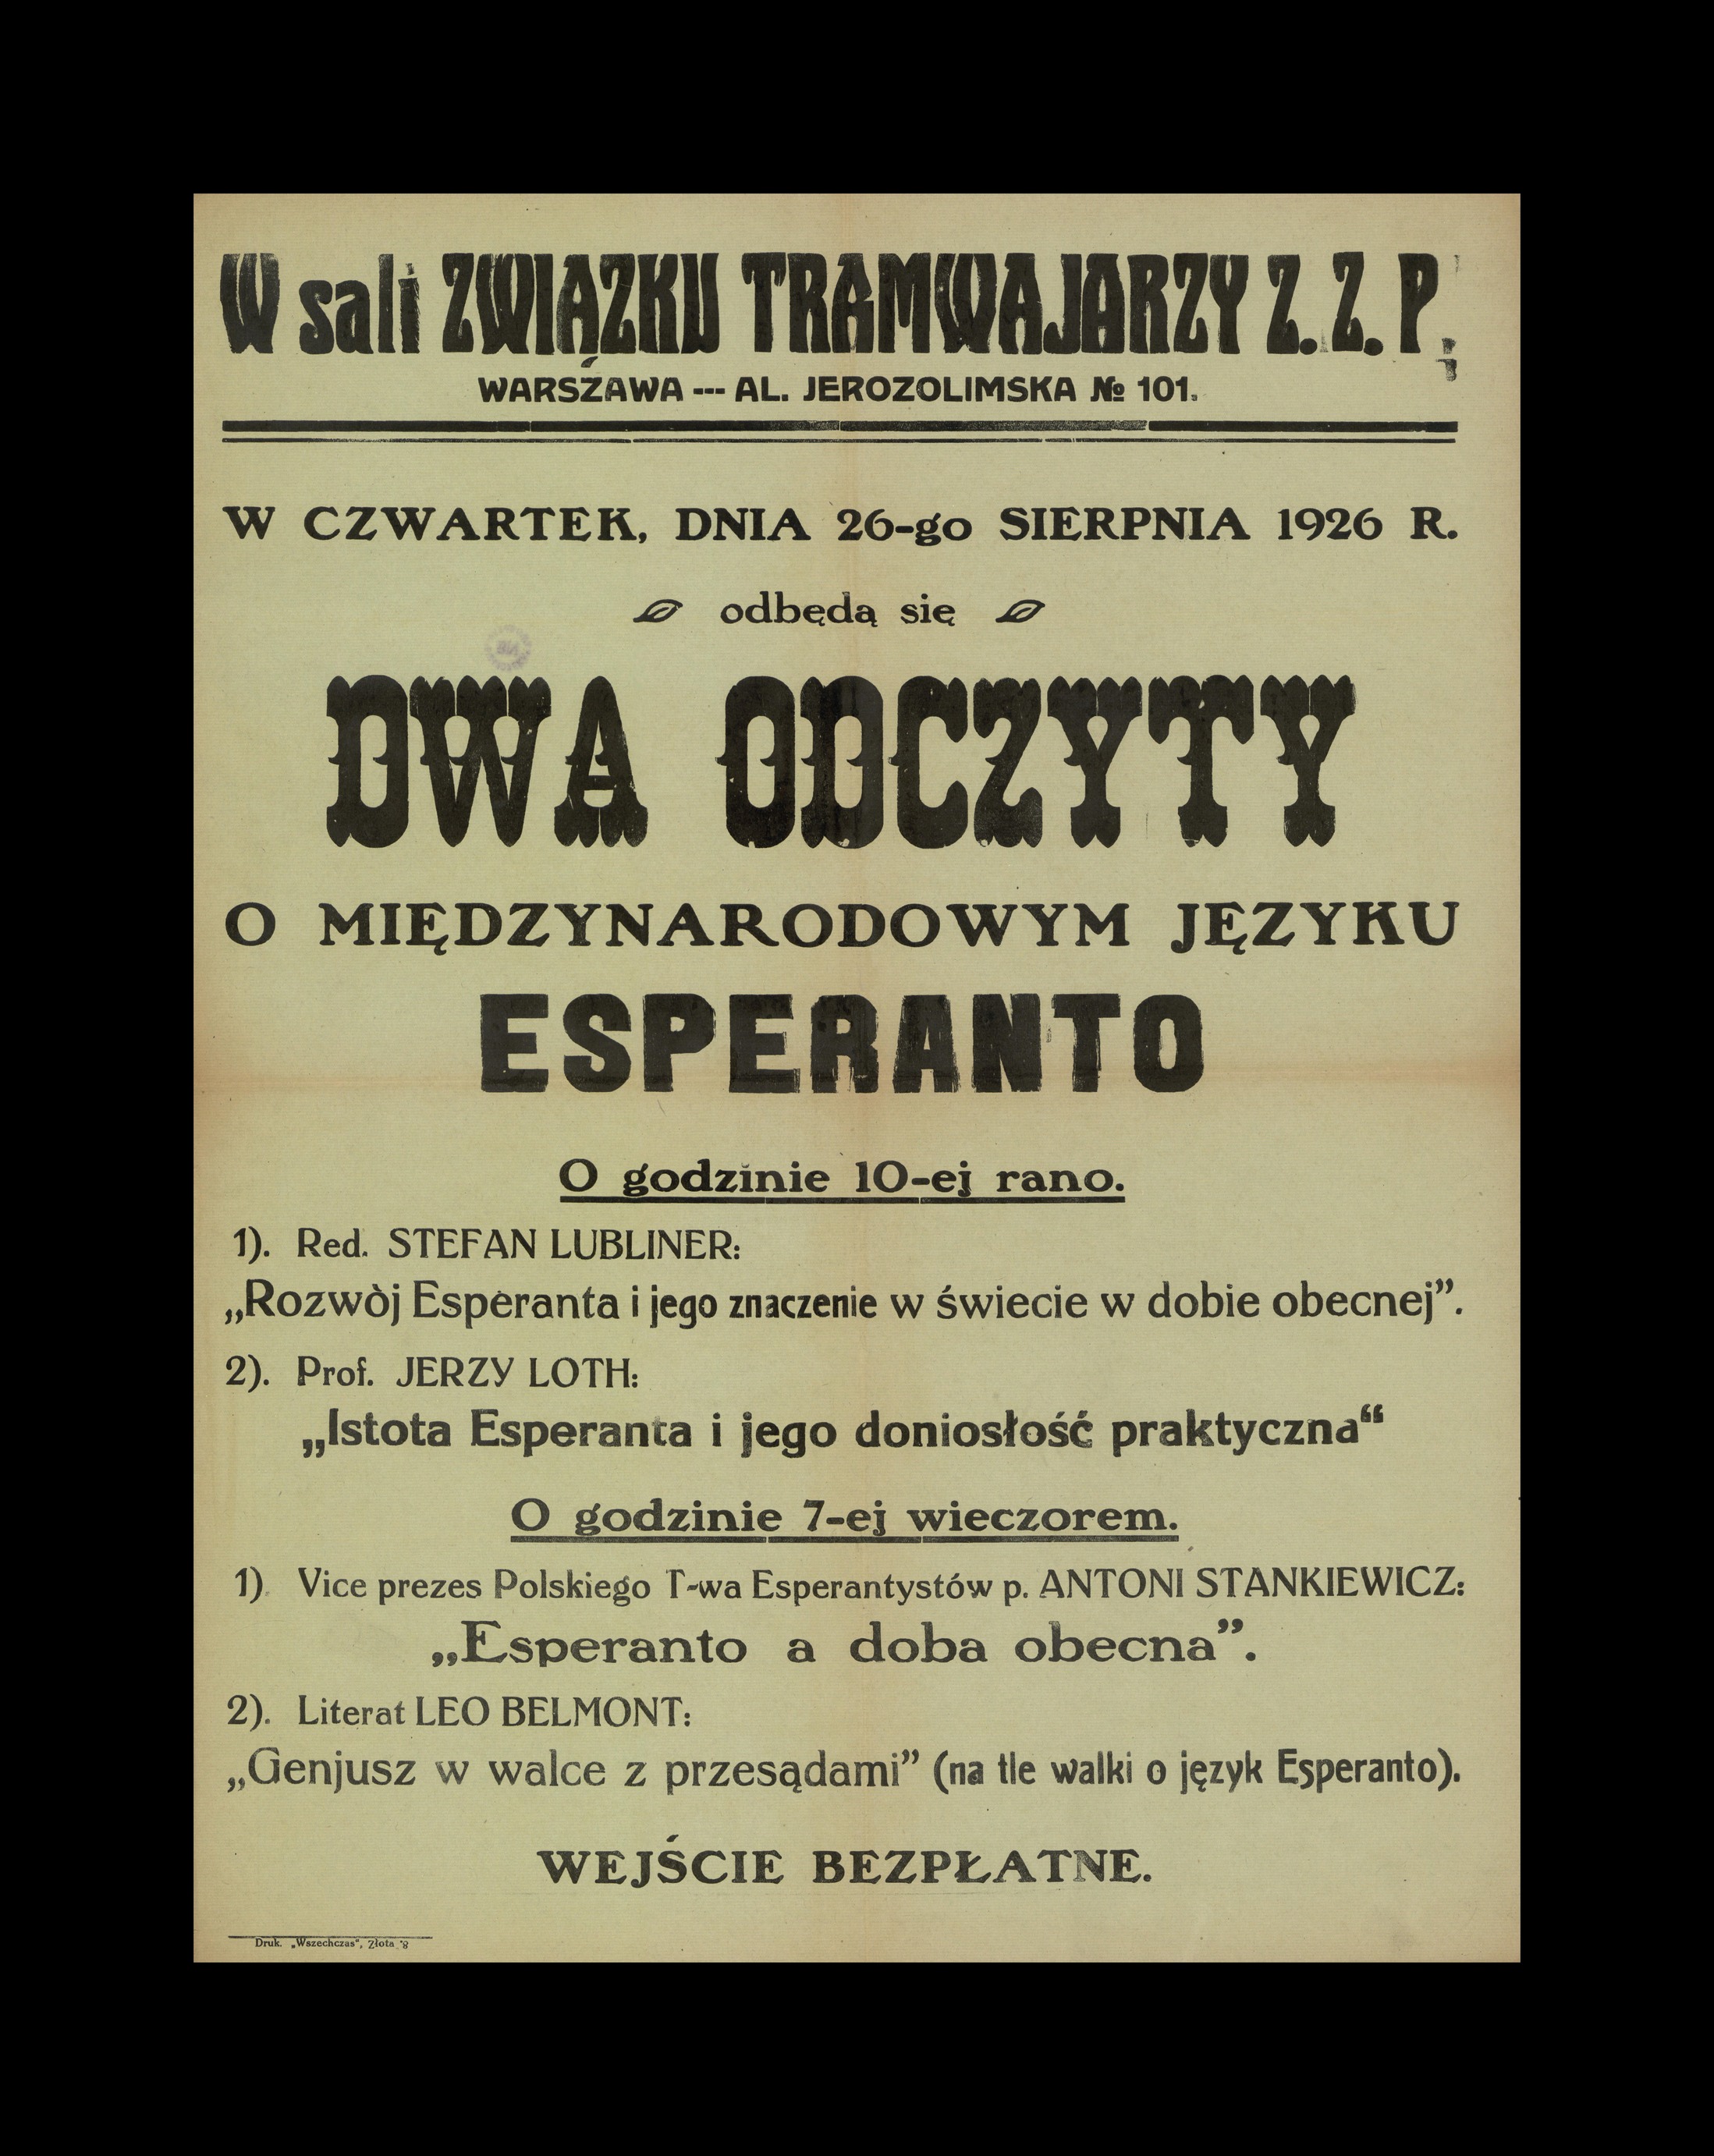 W sali ZWIĄZKU TRAMWAJARZY Z. Z. P.
WARSZAWA --- AL. JEROZOLIMSKA № 101.
W CZWARTEK, DNIA 26-go SIERPNIA 1926 R.
odbędą się
DWA ODCZYTY
O MIĘDZYNARODOWYM JĘZYKU
ESPERANTO
O godzinie 10-ej rano.
1). Red. STEFAN LUBLINER:
„Rozwòj Esperanta i jego znaczenie w świecie w dobie obecnej”.
2). Prof. JERZY LOTH:
„Istota Esperanta i jego doniosłość praktyczna“
O godzinie 7-ej wieczorem.
1) Vice prezes Polskiego T-wa Esperantystów p. ANTONI STANKIEWICZ:
„Esperanto a doba obecna”.
2). Literat LEO BELMONT:
„Genjusz w walce z przesądami” (na tle walki o język Esperanto).
WEJŚCIE BEZPŁATNE.
Druk. „Wszechczas“, Złota